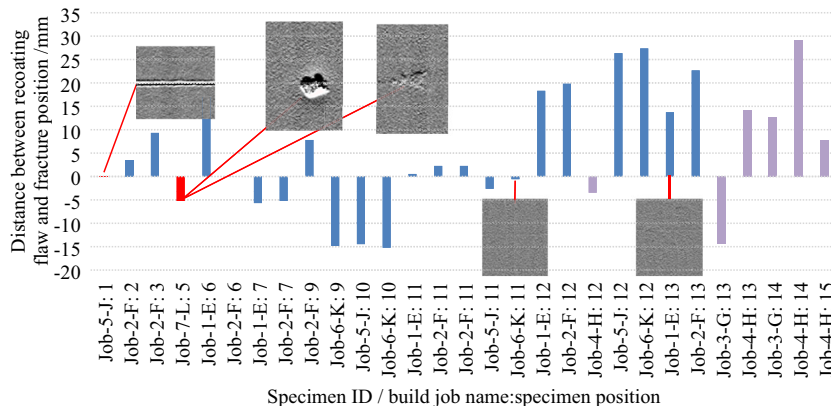 Distance between recoating
flaw and fracture position /mm
35
30
25
20
15
10
5
0
-5
-10
-15
-20
Job-5-J: 1
Job-2-F: 2
Job-2-F: 3
Job-7-L: 5
Job-1-E: 6
Job-2-F: 6
Job-1-E: 7
Job-2-F: 7
Job-2-F: 9
Job-6-K: 9
Job-5-J: 10
Job-6-K: 10
Job-1-E: 11
Job-2-F: 11
Job-2-F: 11
Job-5-J: 11
Job-6-K: 11
Job-1-E: 12
Job-2-F: 12
Job-4-H: 12
Job-5-J: 12
Job-6-K: 12
Job-1-E: 13
Job-2-F: 13
Job-3-G: 13
Job-4-H: 13
Job-3-G: 14
Job-4-H: 14
Job-4-H: 15
Specimen ID / build job name:specimen position